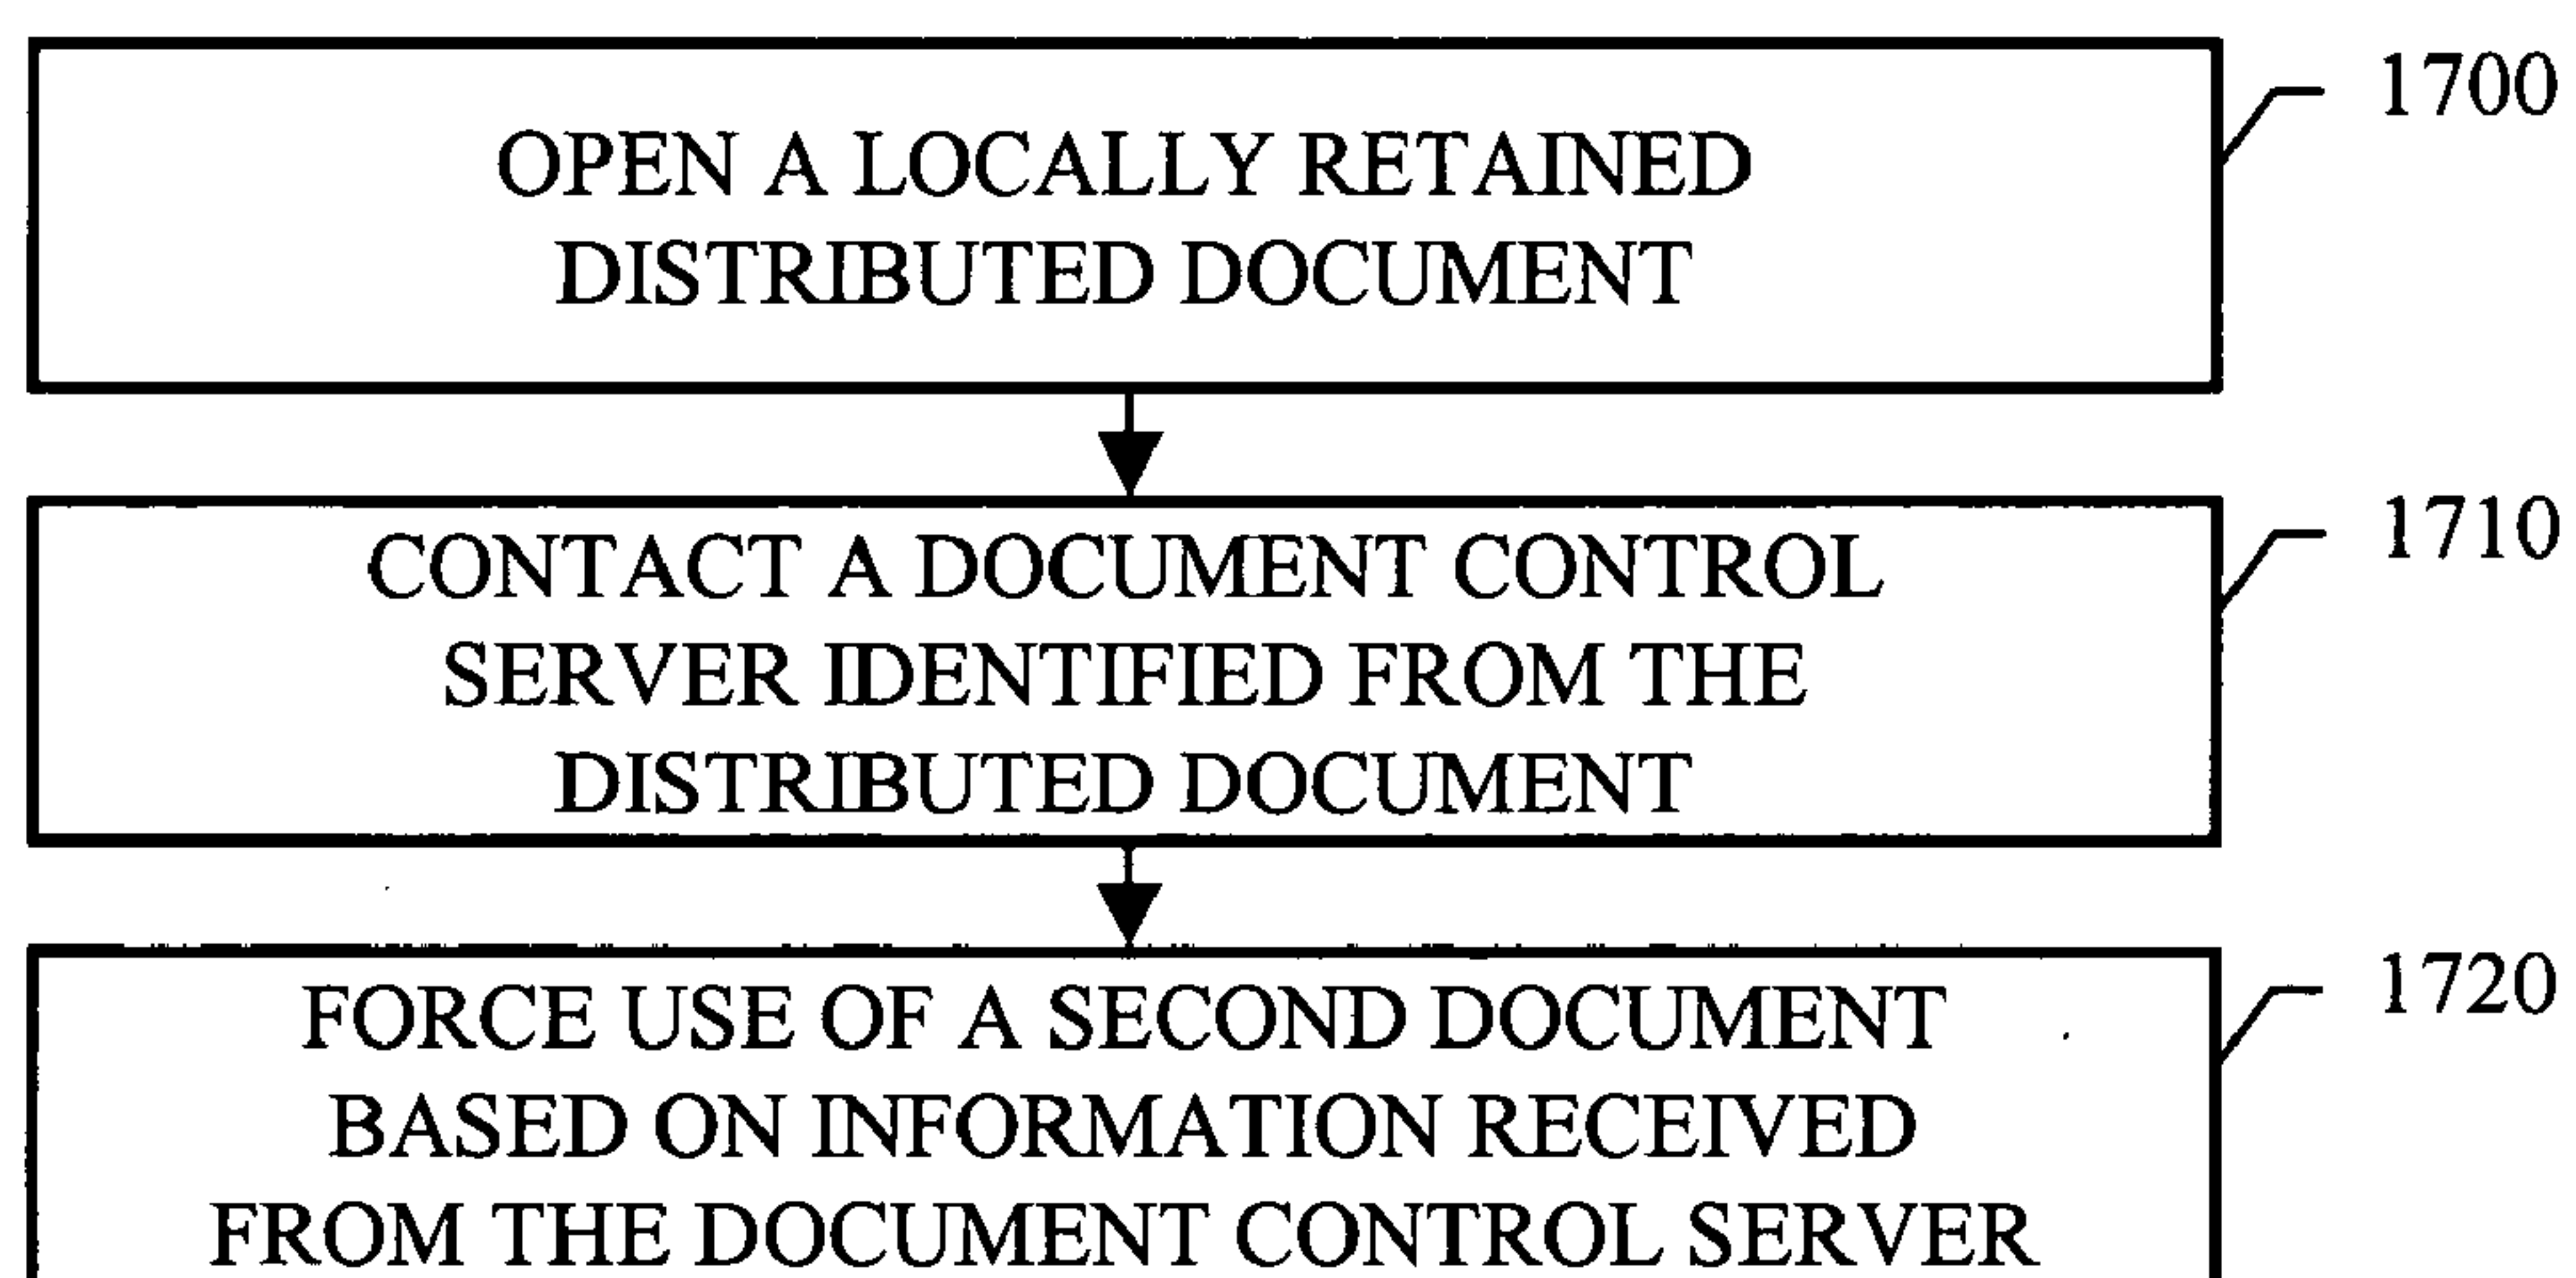 1700
OPEN A LOCALLY RETAINED
DISTRIBUTED DOCUMENT
1710
CONTACT A DOCUMENT CONTROL
SERVER IDENTIFIED FROM THE
DISTRIBUTED DOCUMENT
1720
FORCE USE OF A SECOND DOCUMENT
BASED ON INFORMATION RECEIVED
FROM THE DOCUMENT CONTROL SERVER